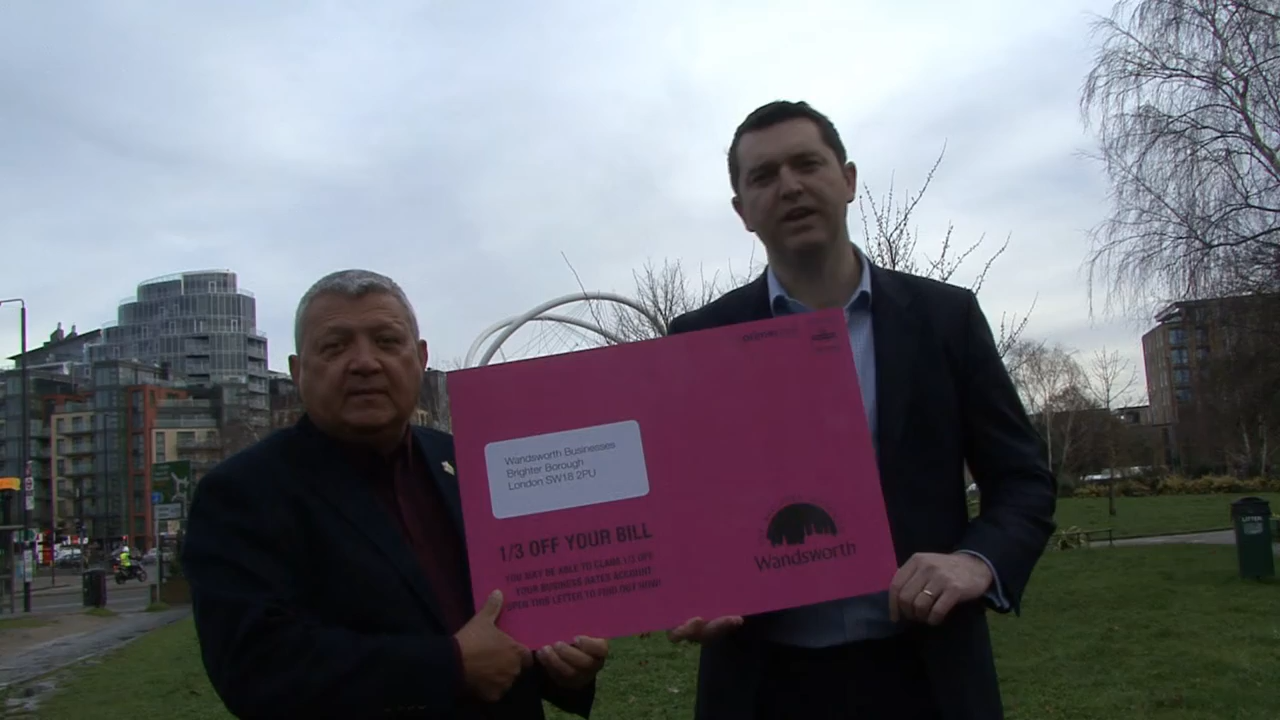 Wandsworth Businesses
Brighter Borough
London SW18 2PU
1/3 OFF YOUR BILL
YOU MAY BE ABLE TO CLAIM 1/3 OFF
YOUR BUSINESS RATES ACCOUNT.
OPEN THIS LETTER TO FIND OUT HOW!
Wandsworth
LITTER